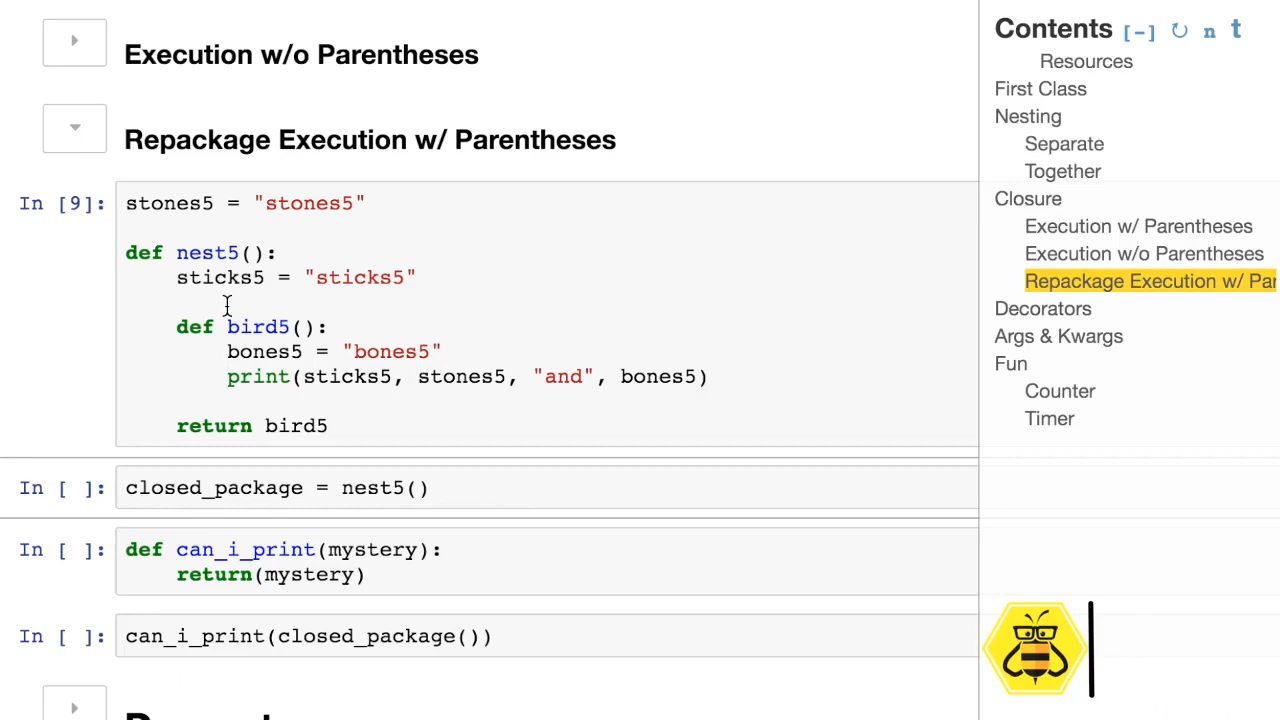 Execution w/o Parentheses
Repackage Execution w/ Parentheses
In [9]:
stones5 = "stones5"
def nest5():
    sticks5 = "sticks5"
    def bird5():
        bones5 = "bones5"
        print(sticks5, stones5, "and", bones5)
    return bird5
In [ ]:
closed_package = nest5()
In [ ]:
def can_i_print(mystery):
    return(mystery)
In [ ]:
can_i_print(closed_package())
Contents [-] n t
Resources
First Class
Nesting
Separate
Together
Closure
Execution w/ Parentheses
Execution w/o Parentheses
Repackage Execution w/ Par
Decorators
Args & Kwargs
Fun
Counter
Timer